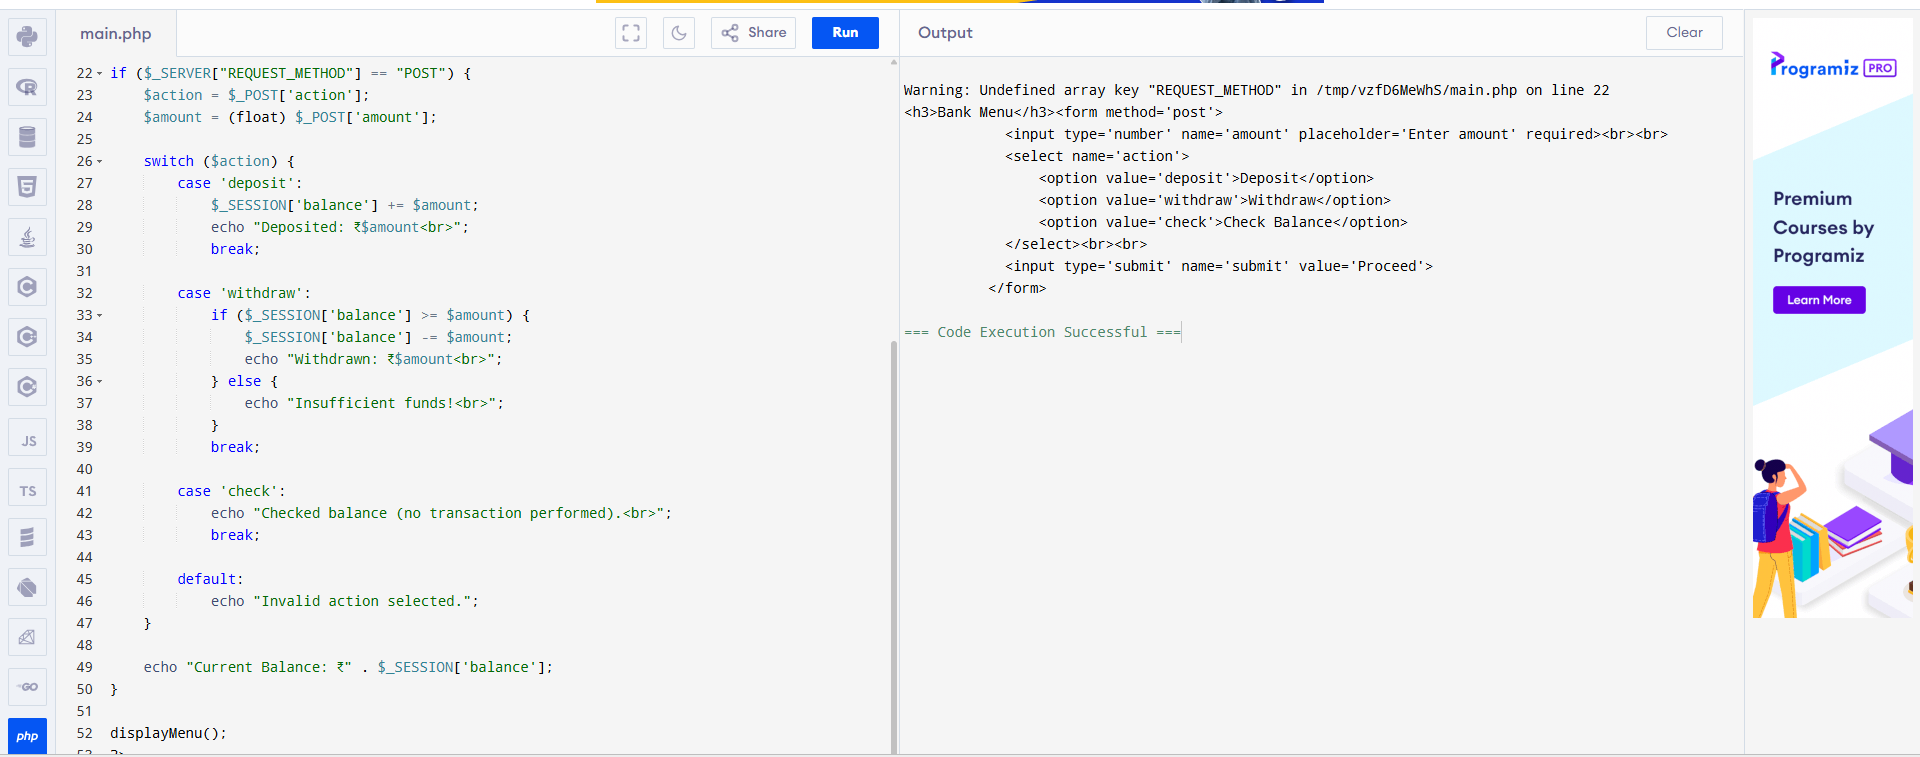 main.php
Share
Run
Output
Clear
22 if ($_SERVER["REQUEST_METHOD"] == "POST") {
23 $action = $_POST['action'];
24 $amount = (float) $_POST['amount'];
25
26 switch ($action) {
27 case 'deposit':
28 $_SESSION['balance'] += $amount;
29 echo "Deposited: ₹$amount<br>";
30 break;
31
32 case 'withdraw':
33 if ($_SESSION['balance'] >= $amount) {
34 $_SESSION['balance'] -= $amount;
35 echo "Withdrawn: ₹$amount<br>";
36 } else {
37 echo "Insufficient funds!<br>";
38 }
39 break;
40
41 case 'check':
42 echo "Checked balance (no transaction performed).<br>";
43 break;
44
45 default:
46 echo "Invalid action selected.";
47 }
48
49 echo "Current Balance: ₹" . $_SESSION['balance'];
50 }
51
52 displayMenu();
Warning: Undefined array key "REQUEST_METHOD" in /tmp/vzfD6MeWhS/main.php on line 22
<h3>Bank Menu</h3><form method='post'>
<input type='number' name='amount' placeholder='Enter amount' required><br><br>
<select name='action'>
<option value='deposit'>Deposit</option>
<option value='withdraw'>Withdraw</option>
<option value='check'>Check Balance</option>
</select><br><br>
<input type='submit' name='submit' value='Proceed'>
</form>
=== Code Execution Successful ===
Programiz PRO
Premium
Courses by
Programiz
Learn More
R
5
C
C
C
JS
TS
GO
php